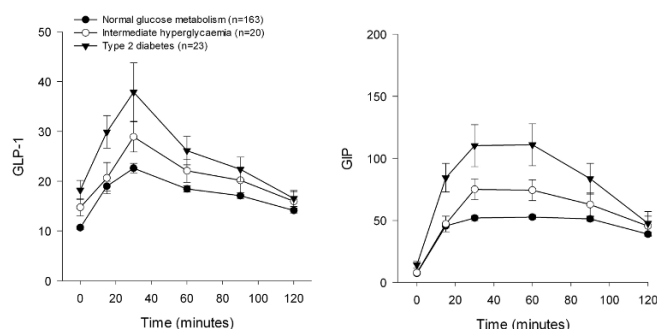 Normal glucose metabolism (n=163)
Intermediate hyperglycaemia (n=20)
Type 2 diabetes (n=23)
50
40
30
20
10
0
GLP-1
0 20 40 60 80 100 120
Time (minutes)
200
150
100
50
0
GIP
0 20 40 60 80 100 120
Time (minutes)